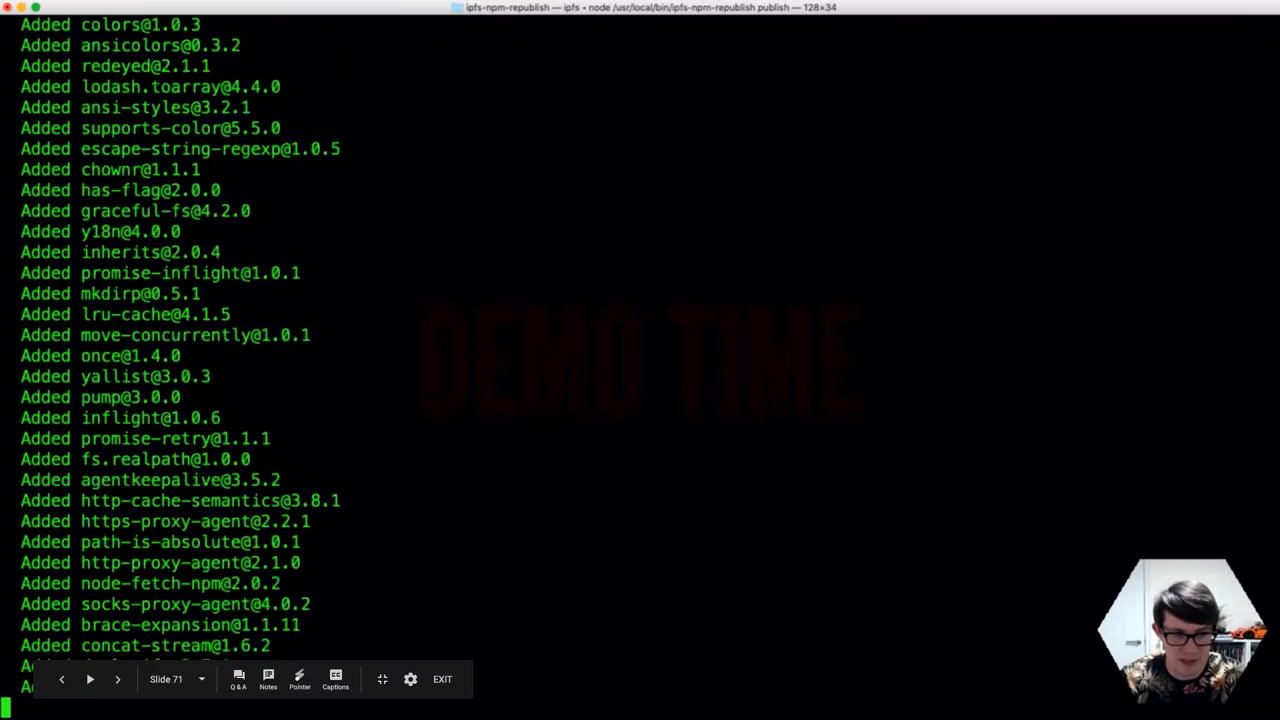 ipfs-npm-republish — ipfs • node /usr/local/bin/ipfs-npm-republish publish — 128×34
Added colors@1.0.3
Added ansicolors@0.3.2
Added redeyed@2.1.1
Added lodash.toarray@4.4.0
Added ansi-styles@3.2.1
Added supports-color@5.5.0
Added escape-string-regexp@1.0.5
Added chownr@1.1.1
Added has-flag@2.0.0
Added graceful-fs@4.2.0
Added y18n@4.0.0
Added inherits@2.0.4
Added promise-inflight@1.0.1
Added mkdirp@0.5.1
Added lru-cache@4.1.5
Added move-concurrently@1.0.1
Added once@1.4.0
Added yallist@3.0.3
Added pump@3.0.0
Added inflight@1.0.6
Added promise-retry@1.1.1
Added fs.realpath@1.0.0
Added agentkeepalive@3.5.2
Added http-cache-semantics@3.8.1
Added https-proxy-agent@2.2.1
Added path-is-absolute@1.0.1
Added http-proxy-agent@2.1.0
Added node-fetch-npm@2.0.2
Added socks-proxy-agent@4.0.2
Added brace-expansion@1.1.11
Added concat-stream@1.6.2
DEMO TIME
Slide 71
Q & A
Notes
Pointer
CC
Captions
EXIT